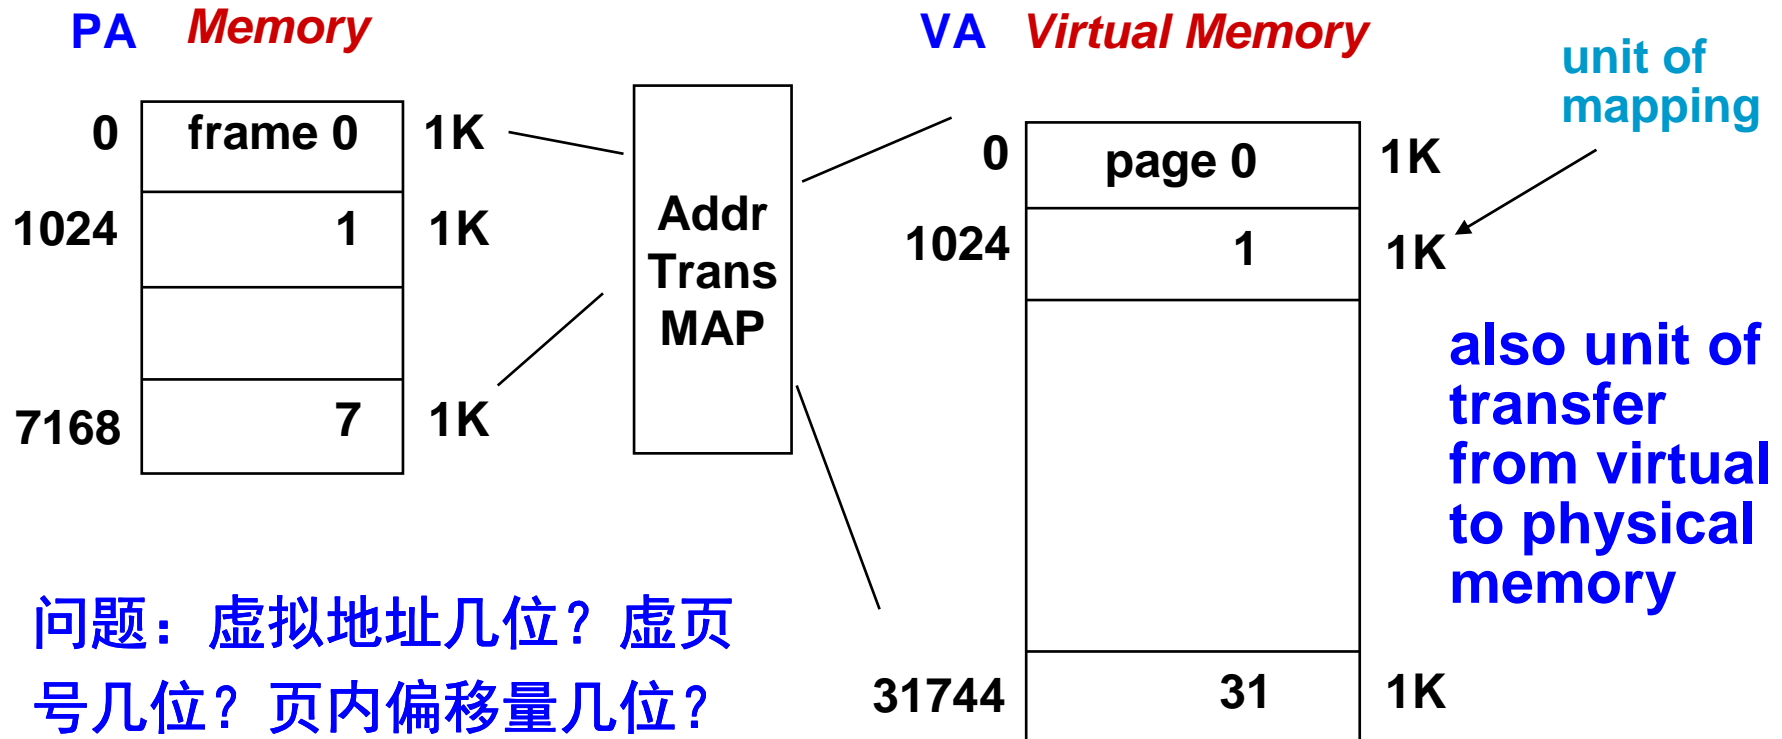 PA Memory
0 frame 0 1K
1024 1 1K
7168 7 1K
Addr
Trans
MAP
VA Virtual Memory
0 page 0 1K
1024 1 1K
31744 31 1K
unit of
mapping
also unit of
transfer
from virtual
to physical
memory
问题：虚拟地址几位？虚页
号几位？页内偏移量几位？